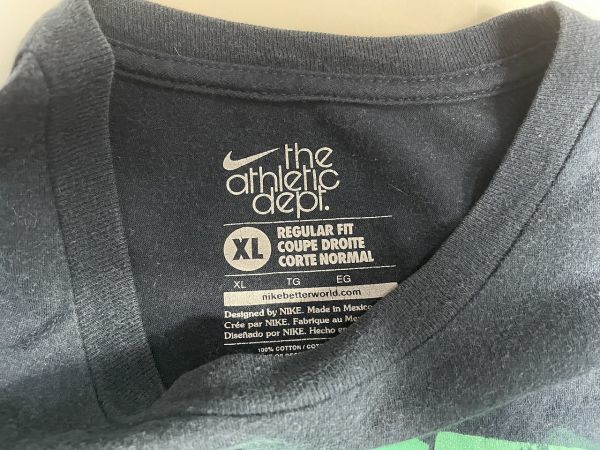 the
athletic
dept.
XL
REGULAR FIT
COUPE DROITE
CORTE NORMAL
XL TG EG
nikebetterworld.com
Designed by NIKE. Made in Mexico
Crée par NIKE. Fabrique au
Diseñado por NIKE. Hecho
100% COTTON /